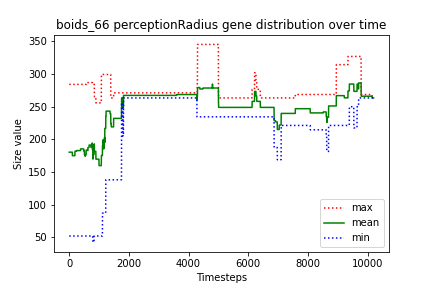 boids_66 perceptionRadius gene distribution over time
350
300
250
200
150
100
50
Size value
0 2000 4000 6000 8000 10000
Timesteps
max
mean
min